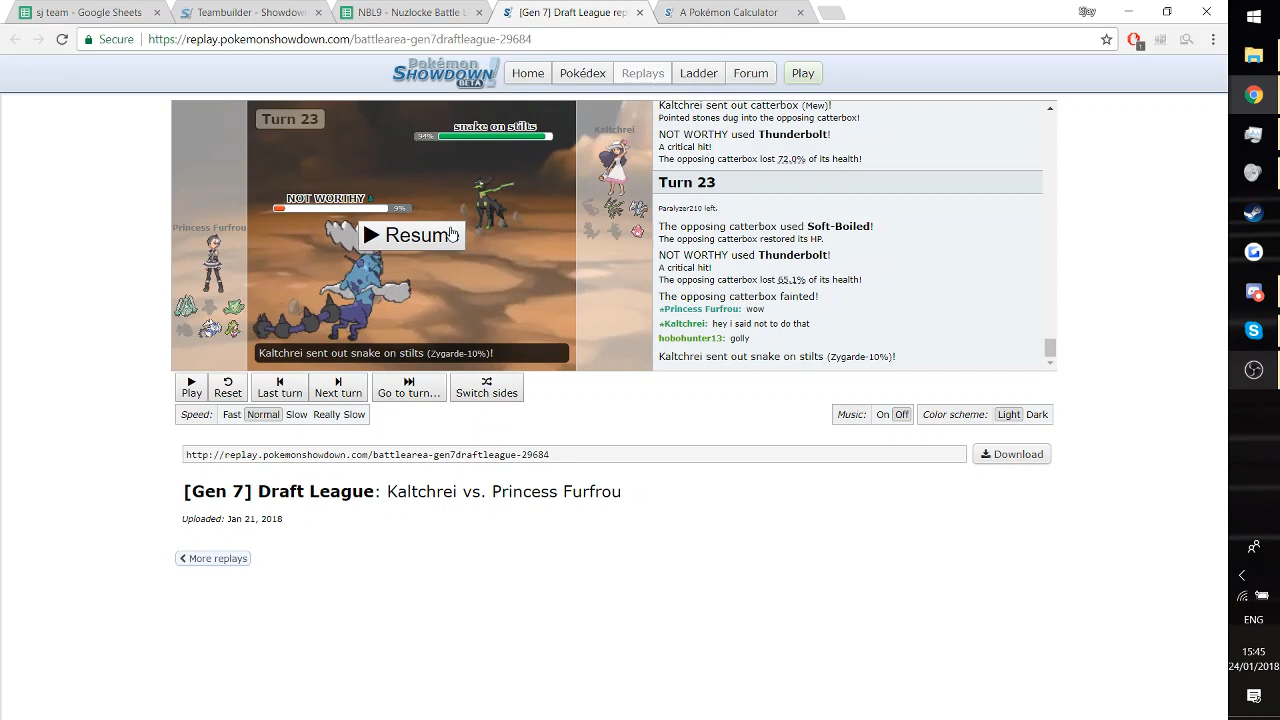 sj team - Google Sheets
Teambuilder - Showdown
NBL9 - Nuzlocke Battle L
[Gen 7] Draft League rep
A Pokémon Calculator
Sjay
Secure
https://replay.pokemonshowdown.com/battlearea-gen7draftleague-29684
1
Pokémon
SHOWDOWN!
BETA
Home
Pokédex
Replays
Ladder
Forum
Play
Turn 23
snake on stilts
94%
NOT WORTHY
9%
Resume
Kaltchrei
Princess Furfrou
Kaltchrei sent out snake on stilts (Zygarde-10%)!
Kaltchrei sent out catterbox (Mew)!
Pointed stones dug into the opposing catterbox!
NOT WORTHY used Thunderbolt!
A critical hit!
The opposing catterbox lost 72.0% of its health!
Turn 23
Paralyzer210 left.
The opposing catterbox used Soft-Boiled!
The opposing catterbox restored its HP.
NOT WORTHY used Thunderbolt!
A critical hit!
The opposing catterbox lost 65.1% of its health!
The opposing catterbox fainted!
☆Princess Furfrou: wow
☆Kaltchrei: hey i said not to do that
hobohunter13: golly
Kaltchrei sent out snake on stilts (Zygarde-10%)!
Play
Reset
Last turn
Next turn
Go to turn...
Switch sides
Speed: Fast Normal Slow Really Slow
Music: On Off
Color scheme: Light Dark
http://replay.pokemonshowdown.com/battlearea-gen7draftleague-29684
Download
[Gen 7] Draft League: Kaltchrei vs. Princess Furfrou
Uploaded: Jan 21, 2018
More replays
ENG
15:45
24/01/2018